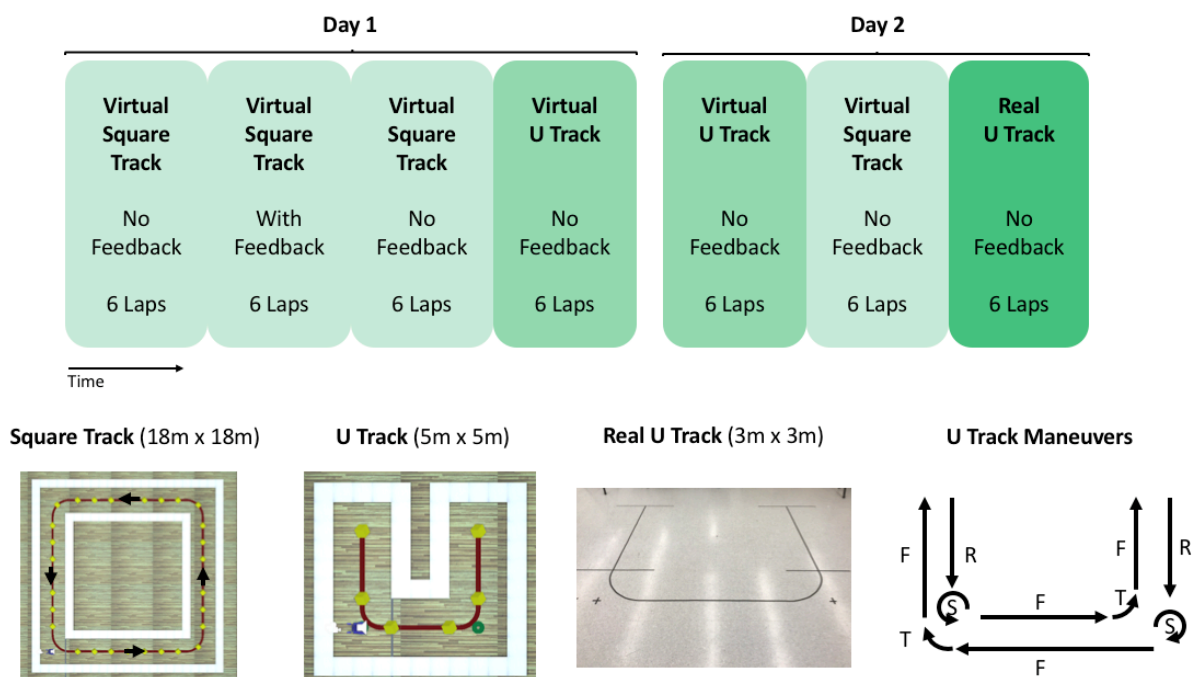 Day 1
Day 2
Virtual
Square
Track
No
Feedback
6 Laps
Virtual
Square
Track
With
Feedback
6 Laps
Virtual
Square
Track
No
Feedback
6 Laps
Virtual
U Track
No
Feedback
6 Laps
Virtual
U Track
No
Feedback
6 Laps
Virtual
Square
Track
No
Feedback
6 Laps
Real
U Track
No
Feedback
6 Laps
Time
Square Track (18m x 18m)
U Track (5m x 5m)
Real U Track (3m x 3m)
U Track Maneuvers
F
R
F
R
S
F
T
S
T
F